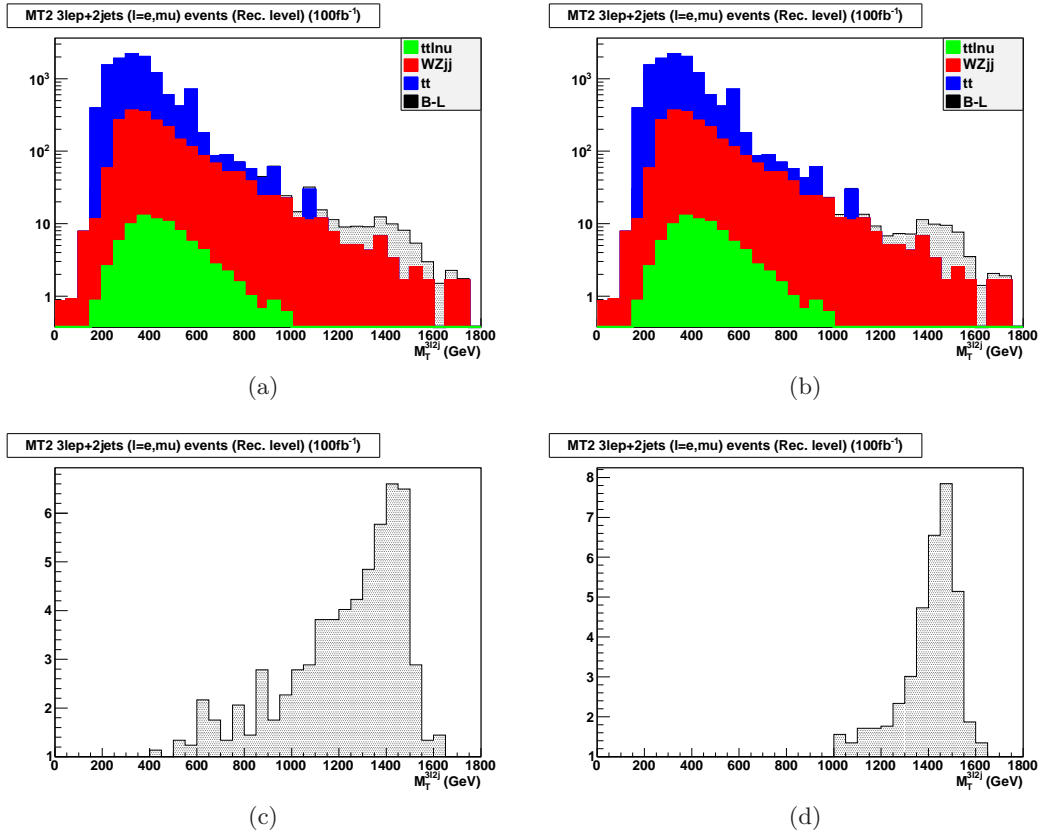 MT2 3lep+2jets (l=e,mu) events (Rec. level) (100fb⁻¹)
ttlnu
WZjj
tt
B-L
10³
10²
10
1
0 200 400 600 800 1000 1200 1400 1600 1800
M_T^{3l2j} (GeV)
(a)
MT2 3lep+2jets (l=e,mu) events (Rec. level) (100fb⁻¹)
ttlnu
WZjj
tt
B-L
10³
10²
10
1
0 200 400 600 800 1000 1200 1400 1600 1800
M_T^{3l2j} (GeV)
(b)
MT2 3lep+2jets (l=e,mu) events (Rec. level) (100fb⁻¹)
6
5
4
3
2
1
0 200 400 600 800 1000 1200 1400 1600 1800
M_T^{3l2j} (GeV)
(c)
MT2 3lep+2jets (l=e,mu) events (Rec. level) (100fb⁻¹)
8
7
6
5
4
3
2
1
0 200 400 600 800 1000 1200 1400 1600 1800
M_T^{3l2j} (GeV)
(d)